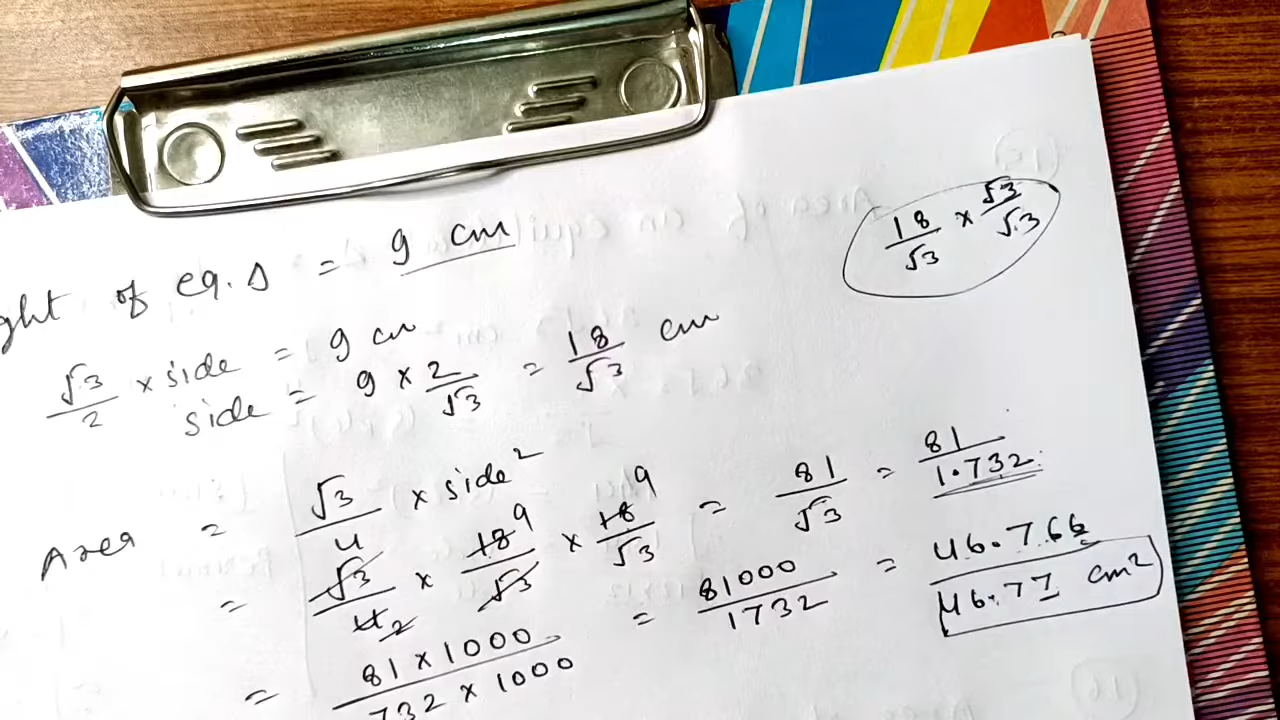 18/√3 × √3/√3
ght of eq. Δ = 9 cm
√3/2 × side = 9 cm
side = 9 × 2/√3 = 18/√3 cm
Area = √3/4 × side²
= √3/4 2 × 18 9/√3 × 18 9/√3 = 81/√3 = 81/1.732
= 81×1000/732 × 1000 = 81000/1732 = 46.766
46.77 cm²